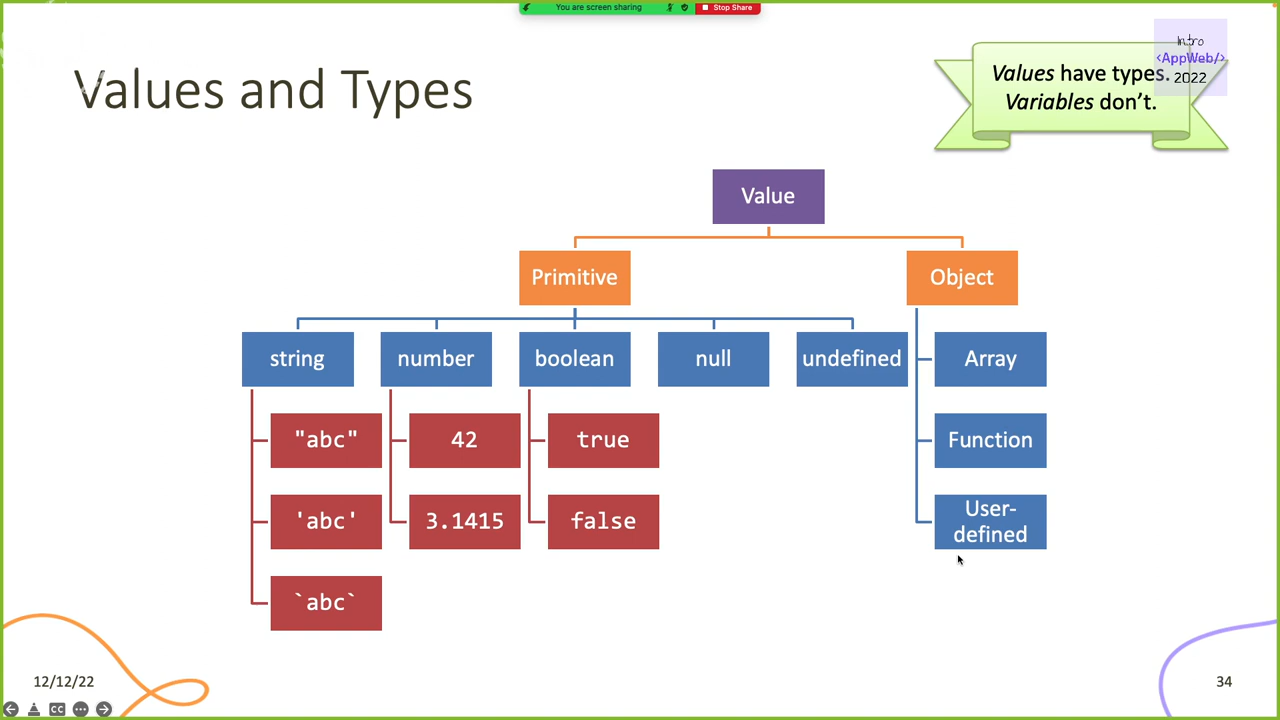 You are screen sharing
Stop Share
Values and Types
Intro
<AppWeb/>
2022
Values have types.
Variables don't.
Value
Primitive
Object
string
number
boolean
null
undefined
Array
"abc"
42
true
Function
'abc'
3.1415
false
User-
defined
`abc`
12/12/22
34
CC